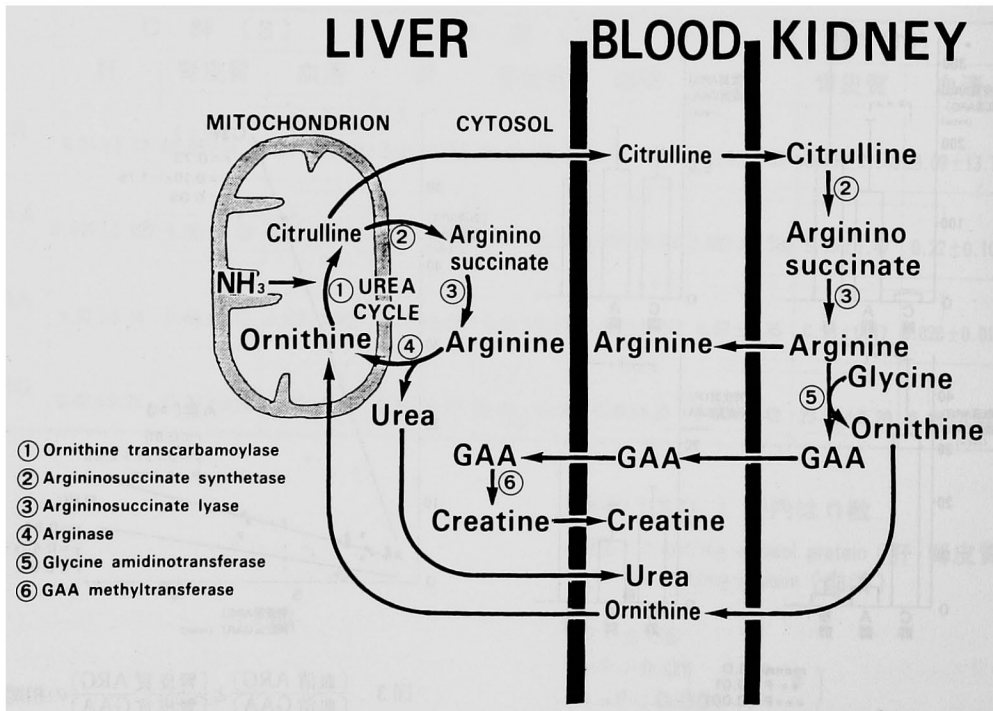 LIVER BLOOD KIDNEY
MITOCHONDRION CYTOSOL
Citrulline Citrulline
Citrulline ② Arginino
succinate
② Arginino
succinate
NH₃ ① UREA
CYCLE ③ ③
Ornithine ④ Arginine Arginine Arginine
Glycine
⑤ Ornithine
Urea
GAA GAA GAA
⑥
Creatine Creatine
Urea
Ornithine
① Ornithine transcarbamoylase
② Argininosuccinate synthetase
③ Argininosuccinate lyase
④ Arginase
⑤ Glycine amidinotransferase
⑥ GAA methyltransferase